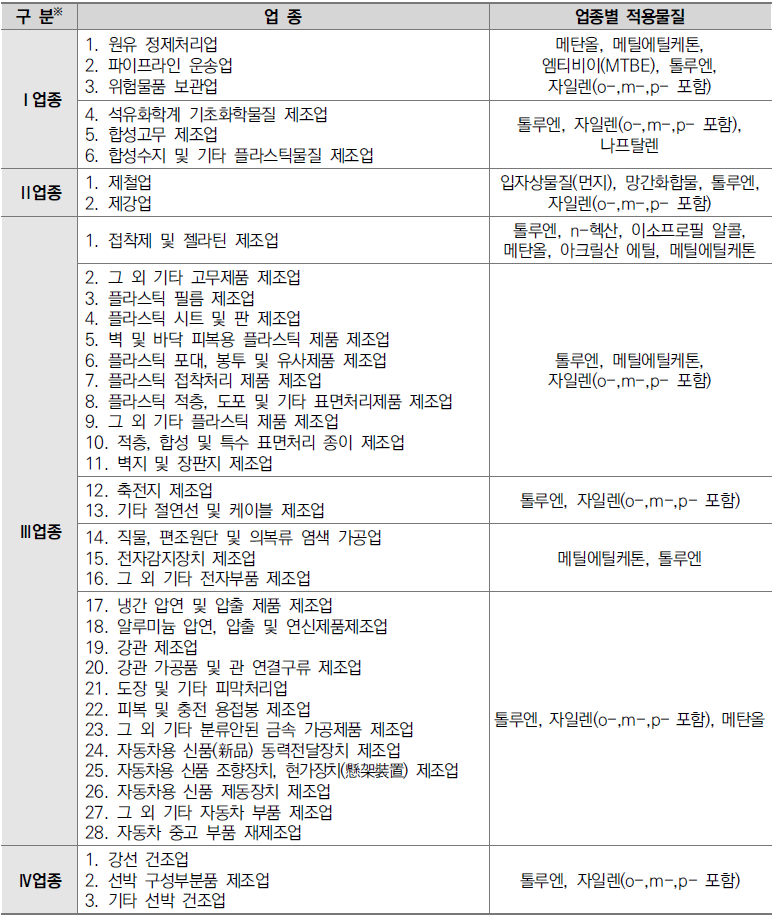 구 분※
업 종
업종별 적용물질
Ⅰ업종
1. 원유 정제처리업
2. 파이프라인 운송업
3. 위험물품 보관업
메탄올, 메틸에틸케톤,
엠티비이(MTBE), 톨루엔,
자일렌(o-,m-,p- 포함)
4. 석유화학계 기초화학물질 제조업
5. 합성고무 제조업
6. 합성수지 및 기타 플라스틱물질 제조업
톨루엔, 자일렌(o-,m-,p- 포함),
나프탈렌
Ⅱ업종
1. 제철업
2. 제강업
입자상물질(먼지), 망간화합물, 톨루엔,
자일렌(o-,m-,p- 포함)
Ⅲ업종
1. 접착제 및 젤라틴 제조업
톨루엔, n-헥산, 이소프로필 알콜,
메탄올, 아크릴산 에틸, 메틸에틸케톤
2. 그 외 기타 고무제품 제조업
3. 플라스틱 필름 제조업
4. 플라스틱 시트 및 판 제조업
5. 벽 및 바닥 피복용 플라스틱 제품 제조업
6. 플라스틱 포대, 봉투 및 유사제품 제조업
7. 플라스틱 접착처리 제품 제조업
8. 플라스틱 적층, 도포 및 기타 표면처리제품 제조업
9. 그 외 기타 플라스틱 제품 제조업
10. 적층, 합성 및 특수 표면처리 종이 제조업
11. 벽지 및 장판지 제조업
톨루엔, 메틸에틸케톤,
자일렌(o-,m-,p- 포함)
12. 축전지 제조업
13. 기타 절연선 및 케이블 제조업
톨루엔, 자일렌(o-,m-,p- 포함)
14. 직물, 편조원단 및 의복류 염색 가공업
15. 전자감지장치 제조업
16. 그 외 기타 전자부품 제조업
메틸에틸케톤, 톨루엔
17. 냉간 압연 및 압출 제품 제조업
18. 알루미늄 압연, 압출 및 연신제품제조업
19. 강관 제조업
20. 강관 가공품 및 관 연결구류 제조업
21. 도장 및 기타 피막처리업
22. 피복 및 충전 용접봉 제조업
23. 그 외 기타 분류안된 금속 가공제품 제조업
24. 자동차용 신품(新品) 동력전달장치 제조업
25. 자동차용 신품 조향장치, 현가장치(懸架裝置) 제조업
26. 자동차용 신품 제동장치 제조업
27. 그 외 기타 자동차 부품 제조업
28. 자동차 중고 부품 재제조업
톨루엔, 자일렌(o-,m-,p- 포함), 메탄올
Ⅳ업종
1. 강선 건조업
2. 선박 구성부분품 제조업
3. 기타 선박 건조업
톨루엔, 자일렌(o-,m-,p- 포함)